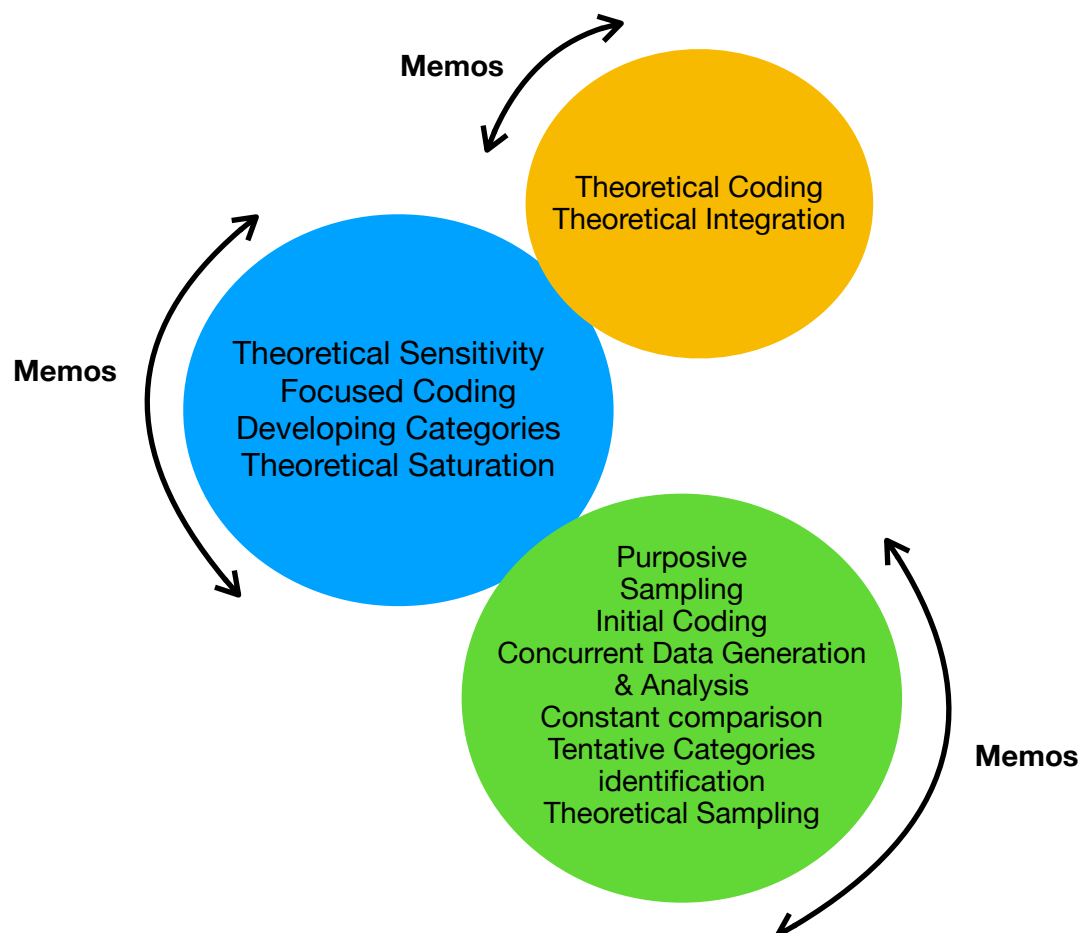 Memos
Theoretical Coding
Theoretical Integration
Memos
Theoretical Sensitivity
Focused Coding
Developing Categories
Theoretical Saturation
Purposive
Sampling
Initial Coding
Concurrent Data Generation
& Analysis
Constant comparison
Tentative Categories
identification
Theoretical Sampling
Memos